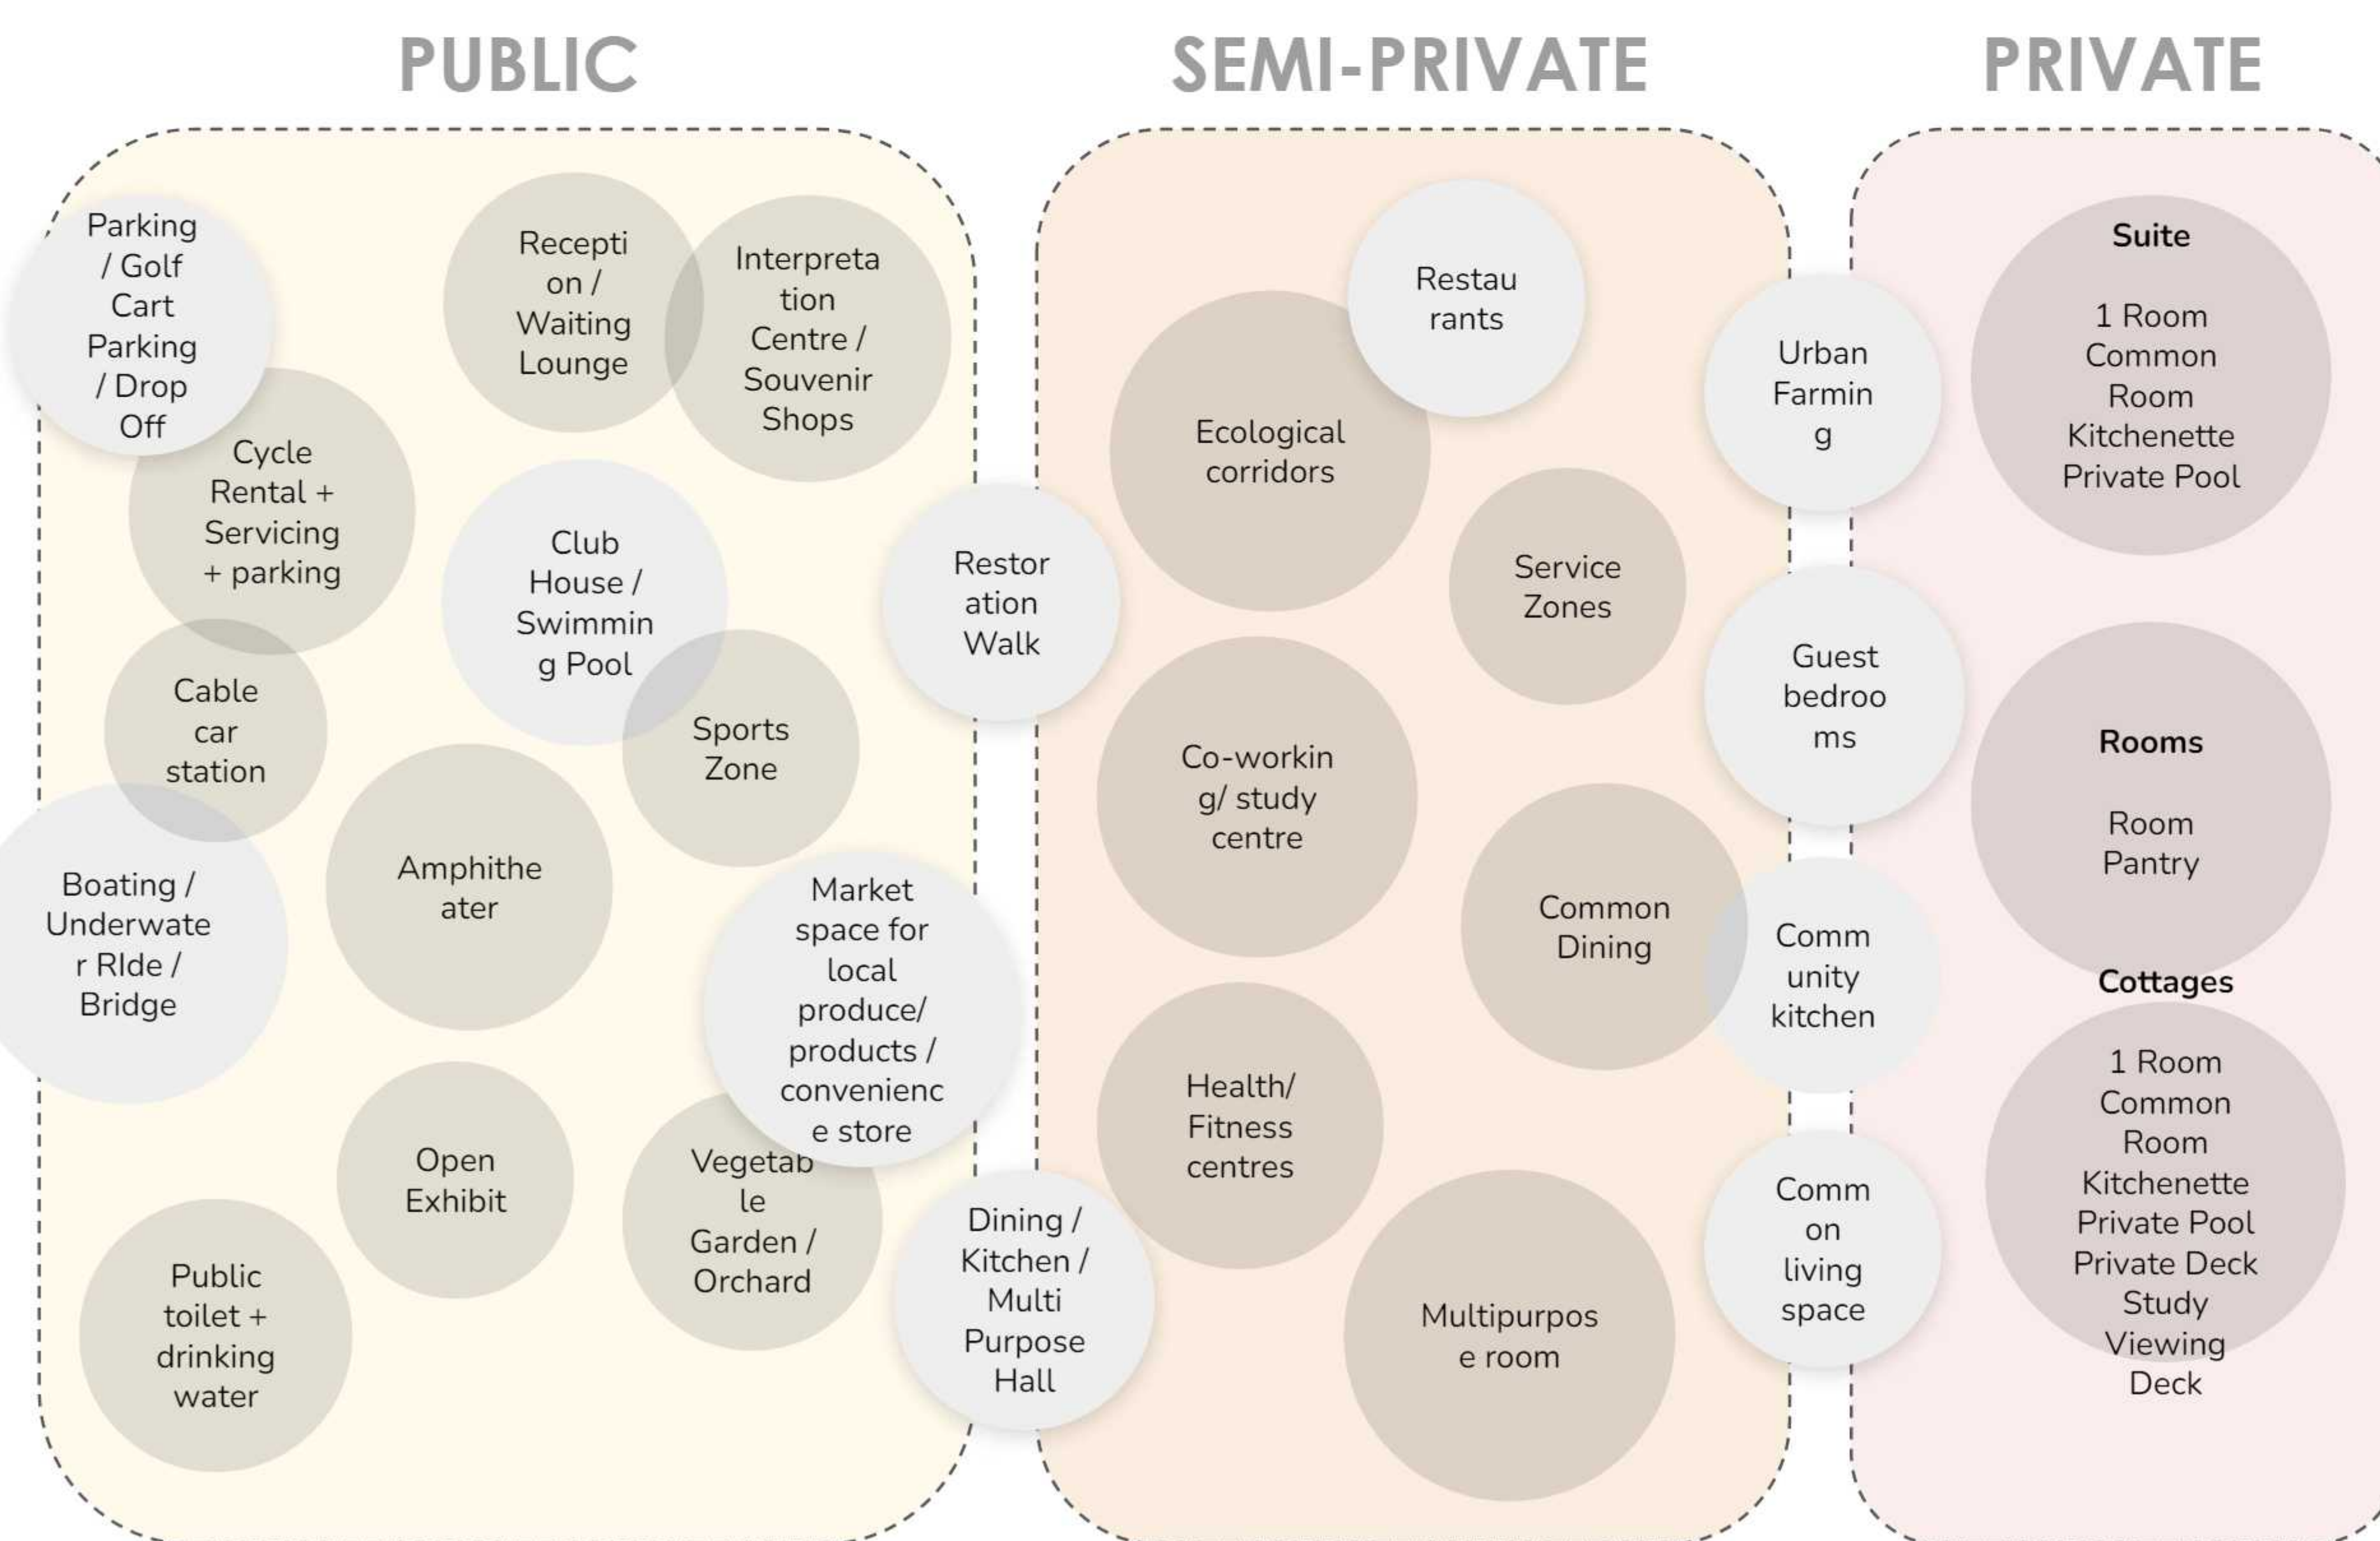 PUBLIC
SEMI-PRIVATE
PRIVATE
Parking
/ Golf
Cart
Parking
/ Drop
Off
Recepti
on /
Waiting
Lounge
Interpreta
tion
Centre /
Souvenir
Shops
Cycle
Rental +
Servicing
+ parking
Club
House /
Swimmin
g Pool
Cable
car
station
Sports
Zone
Boating /
Underwate
r RIde /
Bridge
Amphithe
ater
Market
space for
local
produce/
products /
convenienc
e store
Open
Exhibit
Vegetab
le
Garden /
Orchard
Public
toilet +
drinking
water
Restor
ation
Walk
Dining /
Kitchen /
Multi
Purpose
Hall
Restau
rants
Ecological
corridors
Service
Zones
Co-workin
g/ study
centre
Common
Dining
Health/
Fitness
centres
Multipurpos
e room
Urban
Farmin
g
Guest
bedroo
ms
Comm
unity
kitchen
Comm
on
living
space
Suite
1 Room
Common
Room
Kitchenette
Private Pool
Rooms
Room
Pantry
Cottages
1 Room
Common
Room
Kitchenette
Private Pool
Private Deck
Study
Viewing
Deck